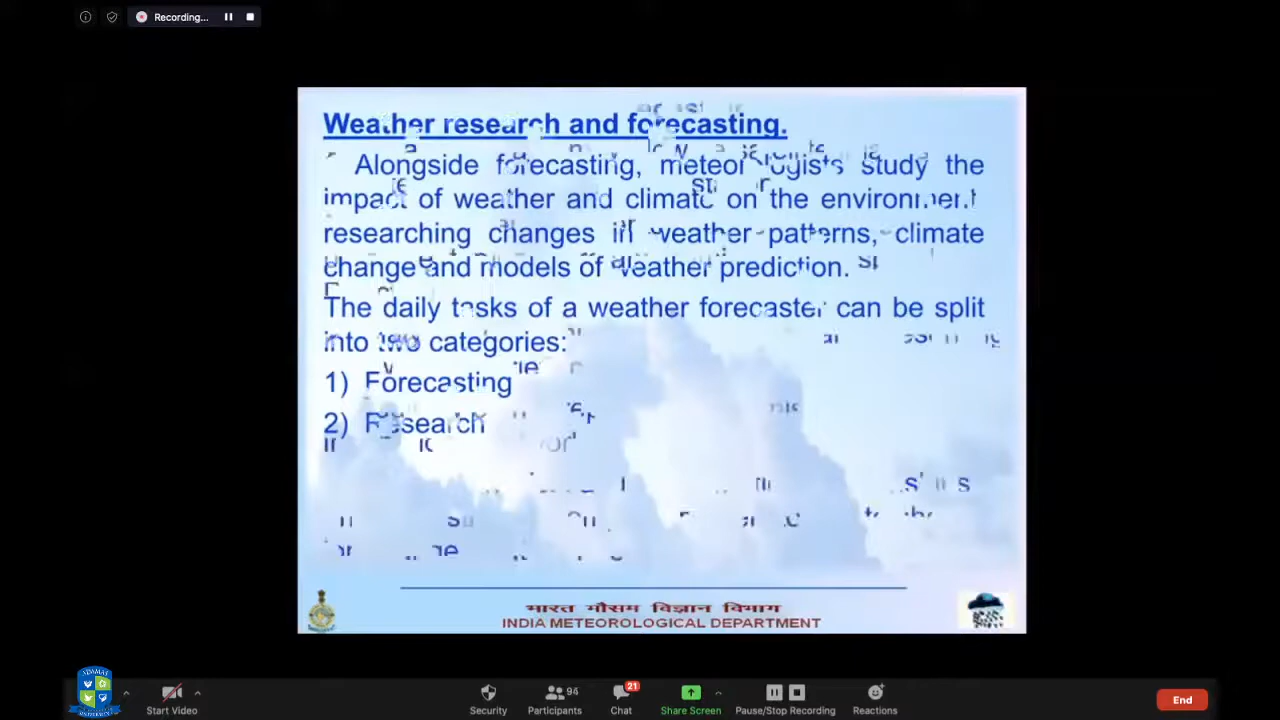 Recording...
Weather research and forecasting.
Alongside forecasting, meteorologists study the
impact of weather and climate on the environment
researching changes in weather patterns, climate
change and models of weather prediction.
The daily tasks of a weather forecaster can be split
into two categories:
1) Forecasting
2) Research
भारत मौसम विज्ञान विभाग
INDIA METEOROLOGICAL DEPARTMENT
Start Video
Security
Participants
94
Chat
21
Share Screen
Pause/Stop Recording
Reactions
End